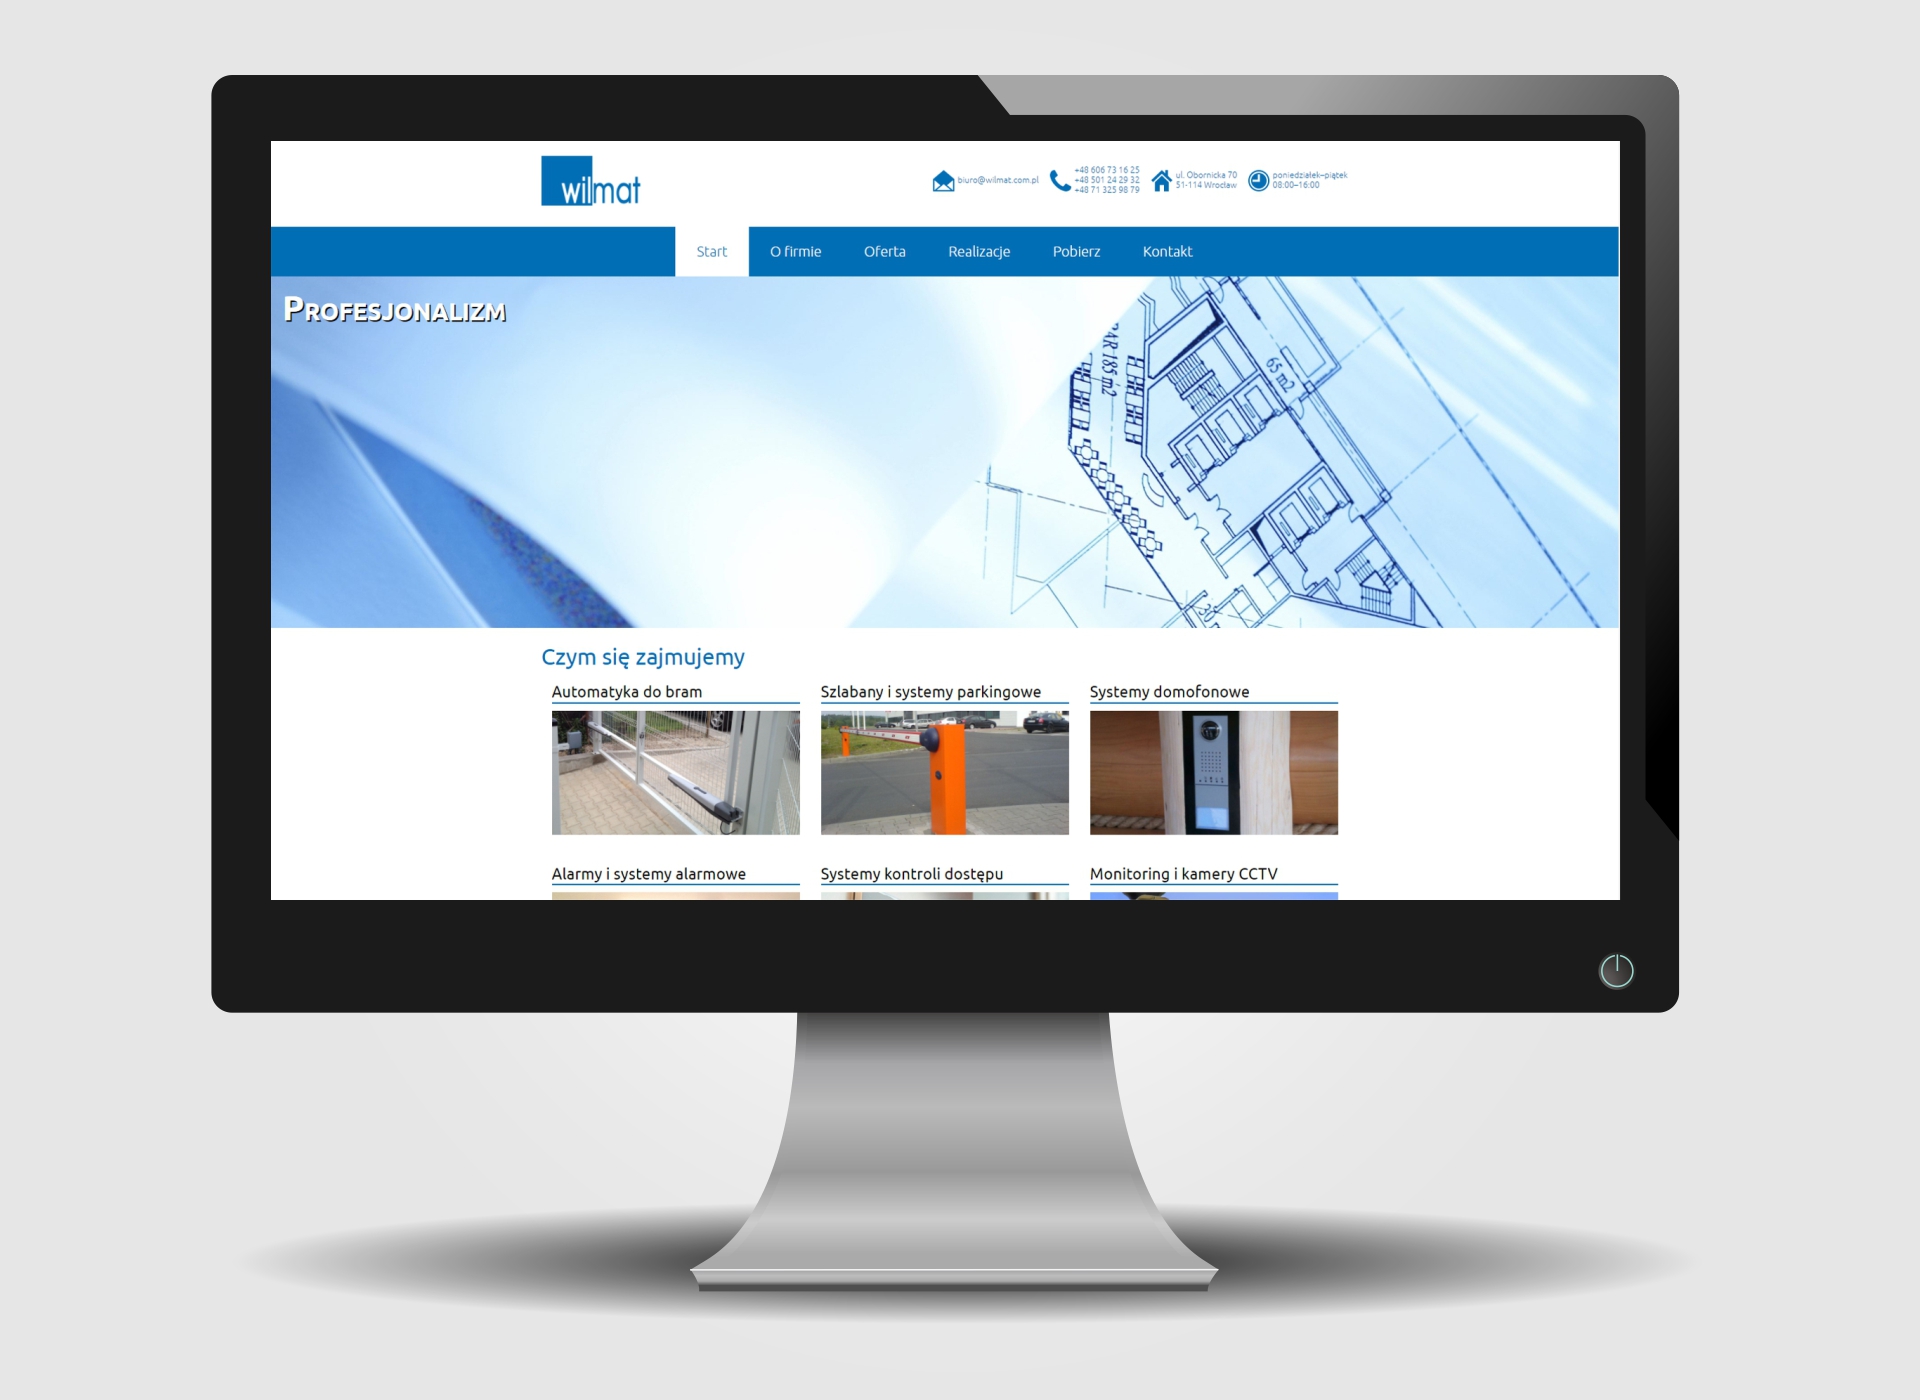 wilmat
biuro@wilmat.com.pl
+48 606 73 16 25
+48 501 24 29 32
+48 71 325 98 79
ul. Obornicka 70
51-114 Wrocław
poniedziałek–piątek
08:00–16:00
Start O firmie Oferta Realizacje Pobierz Kontakt
Profesjonalizm
BAR 185 m2
65 m2
Czym się zajmujemy
Automatyka do bram
Szlabany i systemy parkingowe
Systemy domofonowe
Alarmy i systemy alarmowe
Systemy kontroli dostępu
Monitoring i kamery CCTV